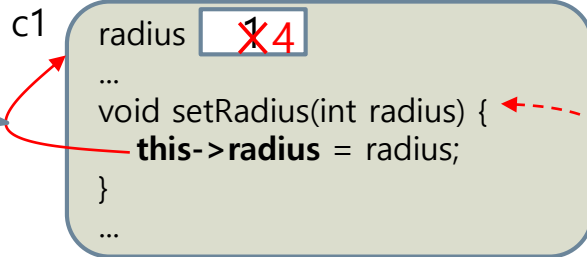 c1
radius 1 4
...
void setRadius(int radius) {
this->radius = radius;
}
...